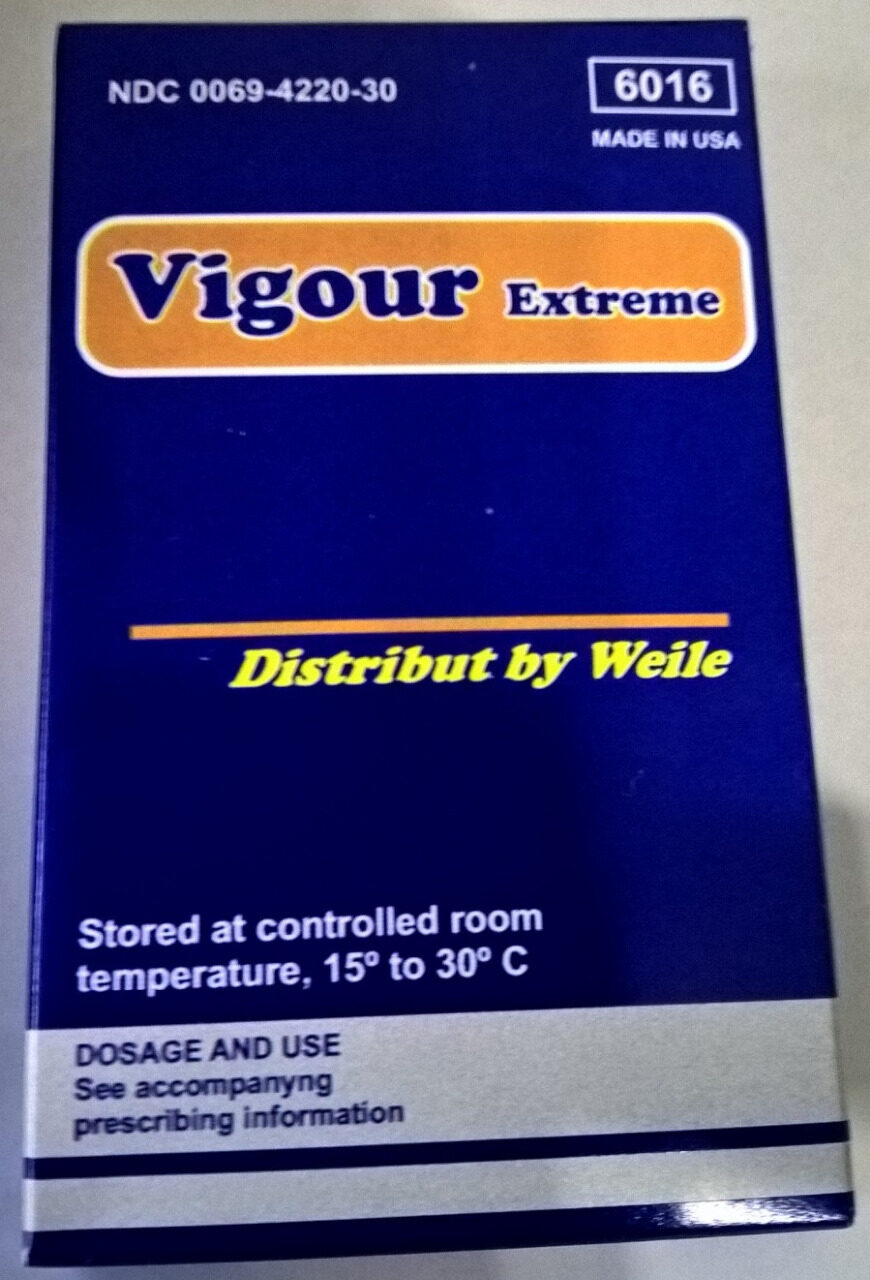 NDC 0069-4220-30
6016
MADE IN USA
Vigour Extreme
Distribut by Weile
Stored at controlled room
temperature, 15º to 30º C
DOSAGE AND USE
See accompanyng
prescribing information